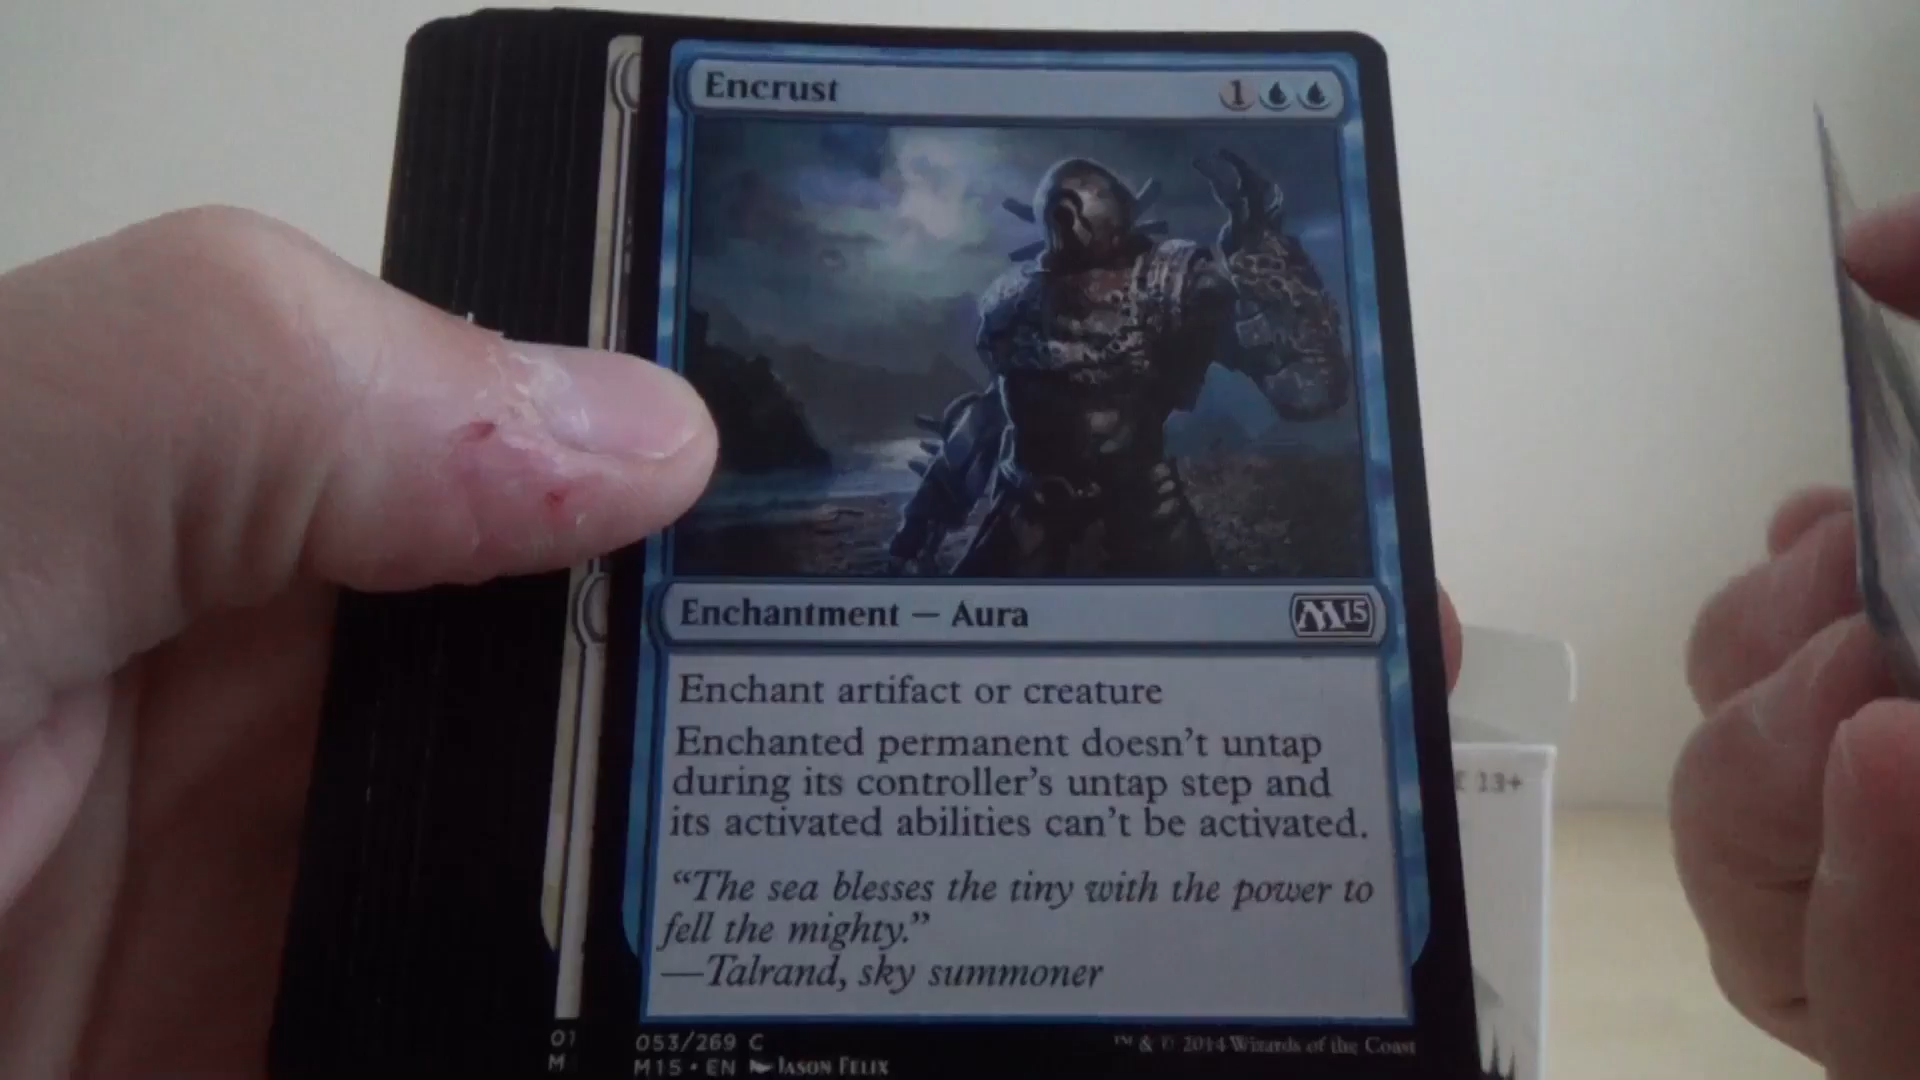 Encrust
1
Enchantment — Aura
M15
Enchant artifact or creature
Enchanted permanent doesn't untap
during its controller's untap step and
its activated abilities can't be activated.
"The sea blesses the tiny with the power to
fell the mighty."
—Talrand, sky summoner
053/269 C
M15 • EN JASON FELIX
™ & © 2014 Wizards of the Coast
01
M
13+